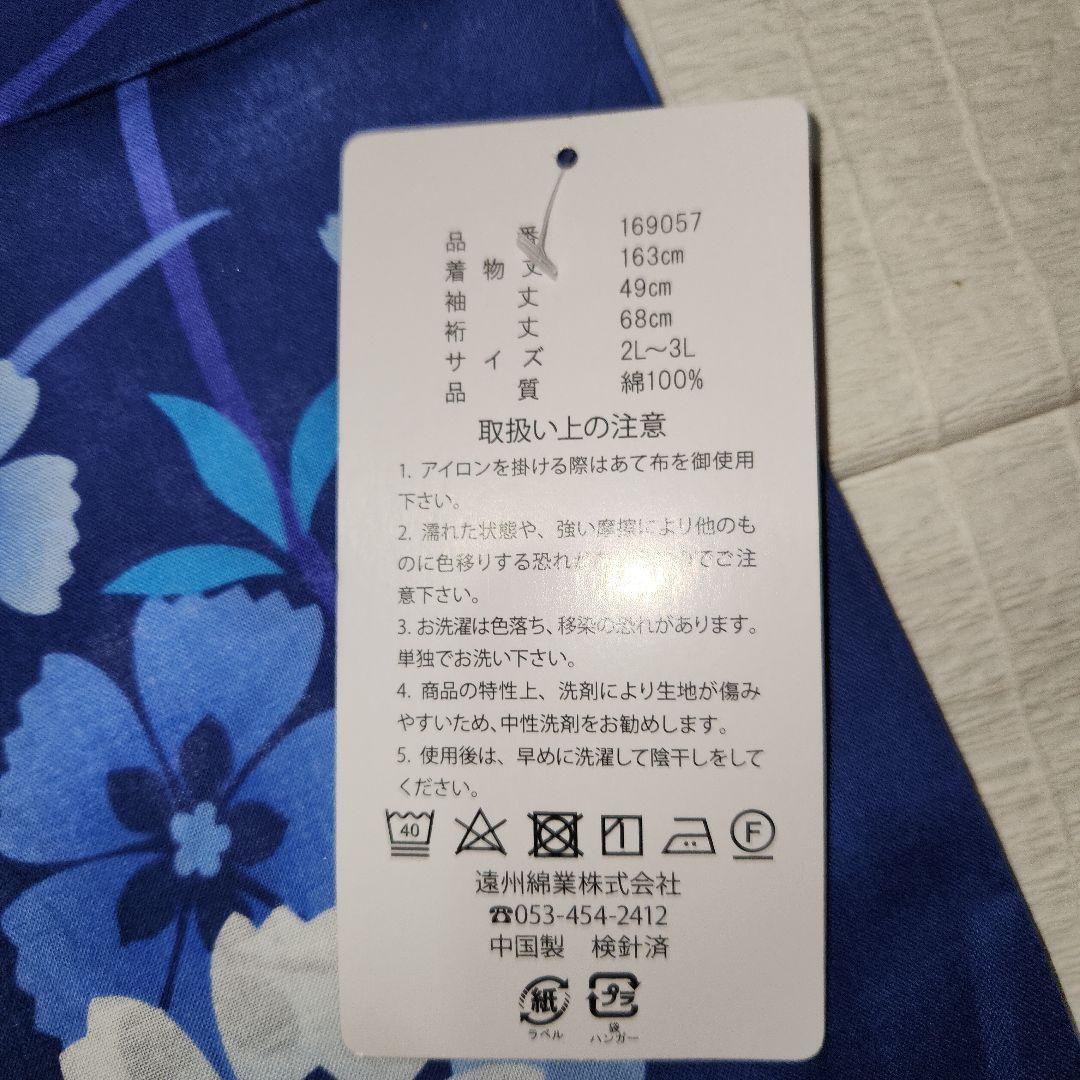 品番 169057
着物丈 163cm
袖丈 49cm
裄丈 68cm
サイズ 2L〜3L
品質 綿100%
取扱い上の注意
1. アイロンを掛ける際はあて布を御使用
下さい。
2. 濡れた状態や、強い摩擦により他のも
のに色移りする恐れが でご注
意下さい。
3. お洗濯は色落ち、移染の恐れがあります。
単独でお洗い下さい。
4. 商品の特性上、洗剤により生地が傷み
やすいため、中性洗剤をお勧めします。
5. 使用後は、早めに洗濯して陰干しをして
ください。
40 F
遠州綿業株式会社
☎053-454-2412
中国製 検針済
紙 プラ
ラベル 袋
ハンガー